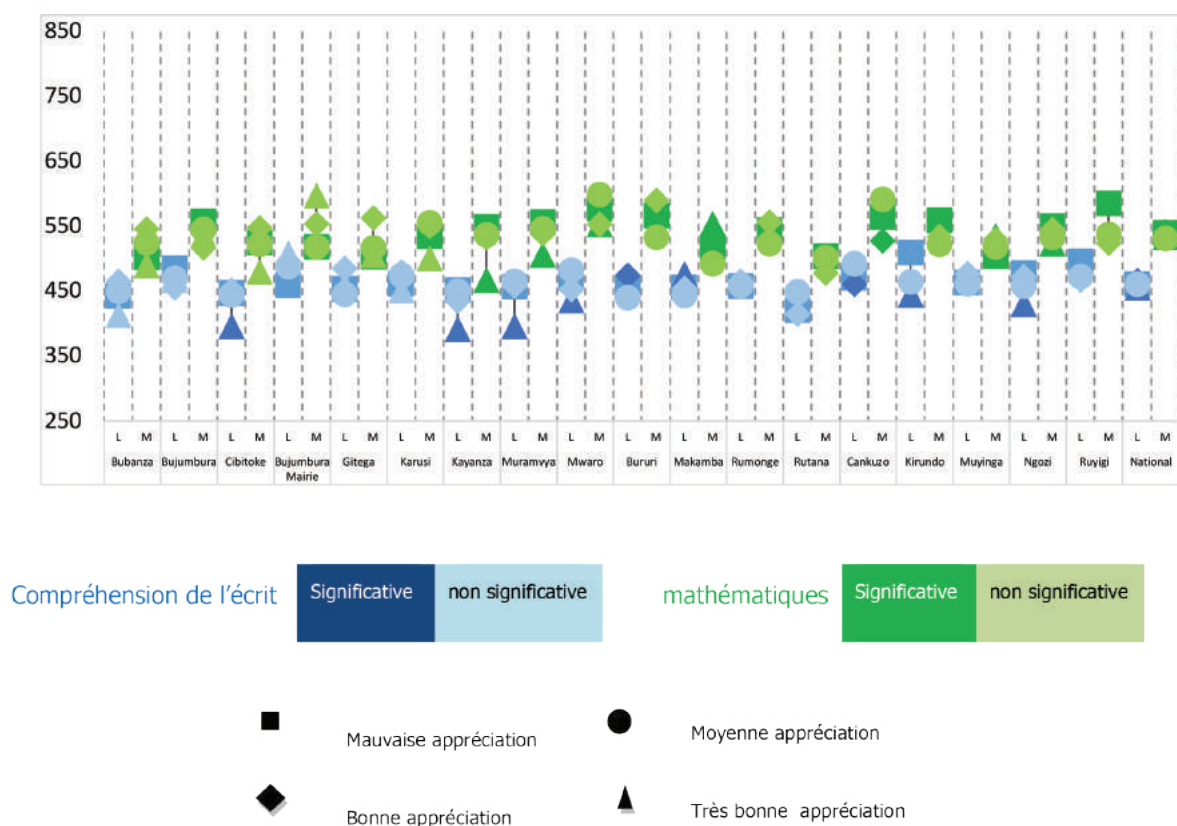 850
750
650
550
450
350
250
L M L M L M L M L M L M L M L M L M L M L M L M L M L M L M L M L M L M L M
Bubanza Bujumbura Cibitoke Bujumbura Gitega Karusi Kayanza Muramvya Mwaro Bururi Makamba Rumonge Rutana Cankuzo Kirundo Muyinga Ngozi Ruyigi National
Mairie
Compréhension de l'écrit Significative non significative mathématiques Significative non significative
Mauvaise appréciation Moyenne appréciation
Bonne appréciation Très bonne appréciation